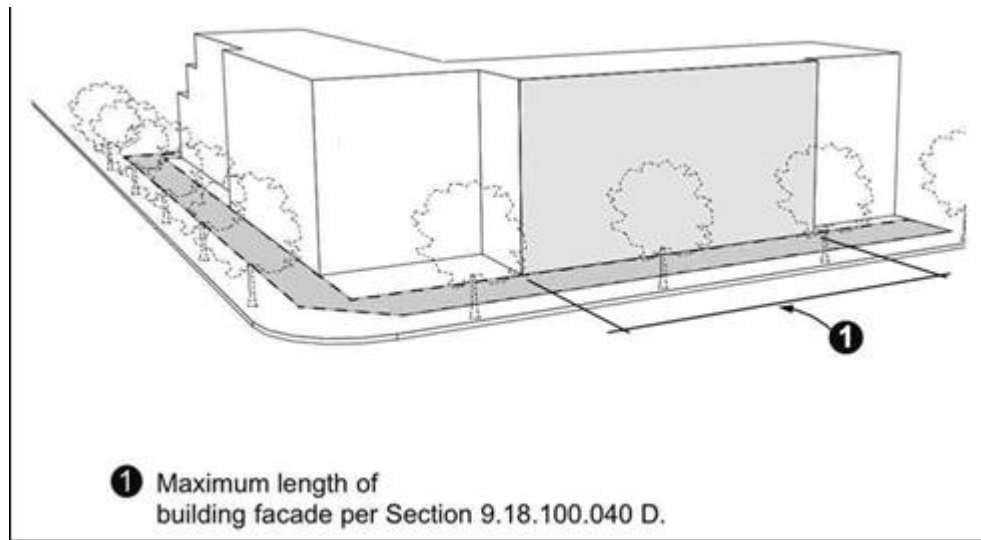 1
1 Maximum length of
building facade per Section 9.18.100.040 D.